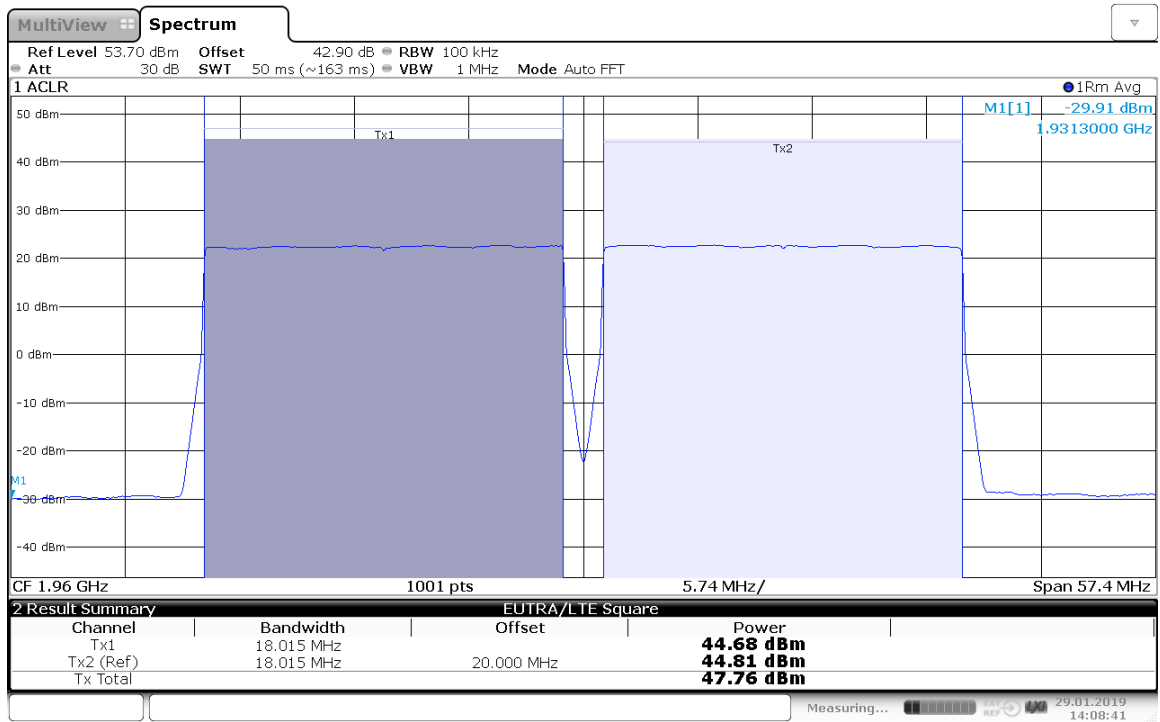 MultiView Spectrum
Ref Level 53.70 dBm Offset 42.90 dB RBW 100 kHz
Att 30 dB SWT 50 ms (~163 ms) VBW 1 MHz Mode Auto FFT
1 ACLR 1Rm Avg
M1[1] -29.91 dBm
1.9313000 GHz
50 dBm
Tx1
Tx2
40 dBm
30 dBm
20 dBm
10 dBm
0 dBm
-10 dBm
-20 dBm
M1
-30 dBm
-40 dBm
CF 1.96 GHz 1001 pts 5.74 MHz/ Span 57.4 MHz
2 Result Summary EUTRA/LTE Square
Channel Bandwidth Offset Power
Tx1 18.015 MHz 44.68 dBm
Tx2 (Ref) 18.015 MHz 20.000 MHz 44.81 dBm
Tx Total 47.76 dBm
Measuring... EXT REF LXI 29.01.2019
14:08:41